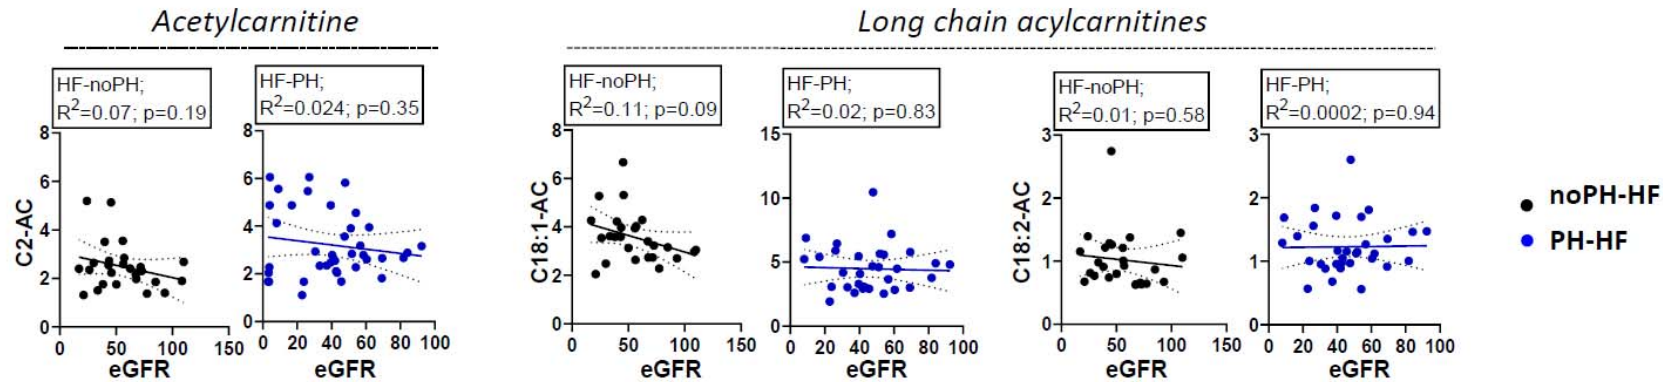 Acetylcarnitine
Long chain acylcarnitines
HF-noPH;
R²=0.07; p=0.19
HF-PH;
R²=0.024; p=0.35
HF-noPH;
R²=0.11; p=0.09
HF-PH;
R²=0.02; p=0.83
HF-noPH;
R²=0.01; p=0.58
HF-PH;
R²=0.0002; p=0.94
C2-AC
8
6
4
2
0
0 50 100 150
eGFR
8
6
4
2
0
0 20 40 60 80 100
eGFR
C18:1-AC
8
6
4
2
0
0 50 100 150
eGFR
15
10
5
0
0 20 40 60 80 100
eGFR
C18:2-AC
3
2
1
0
0 50 100 150
eGFR
3
2
1
0
0 20 40 60 80 100
eGFR
noPH-HF
PH-HF